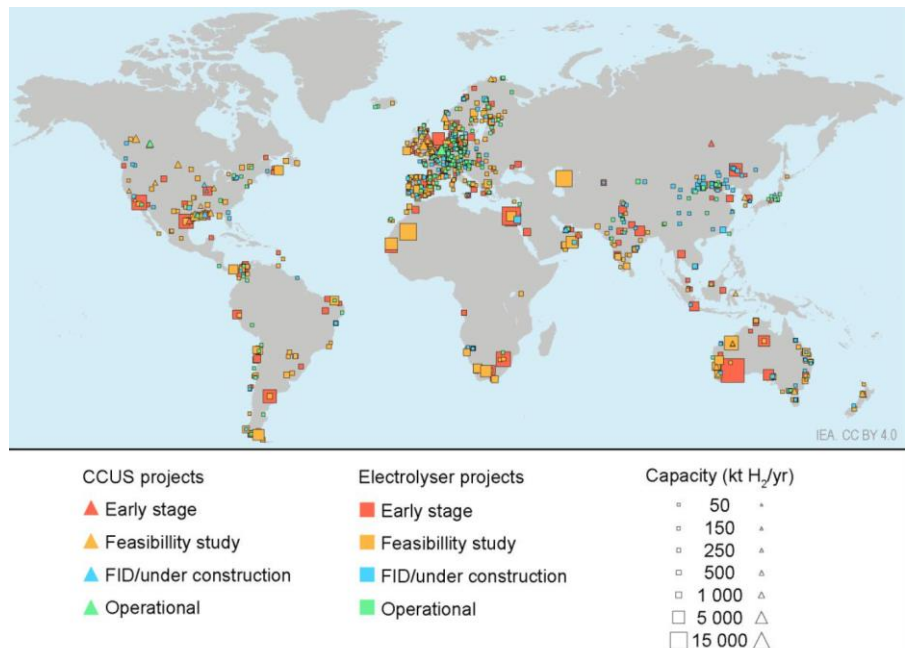 IEA. CC BY 4.0
CCUS projects
Early stage
Feasibillity study
FID/under construction
Operational
Electrolyser projects
Early stage
Feasibillity study
FID/under construction
Operational
Capacity (kt H₂/yr)
50
150
250
500
1 000
5 000
15 000